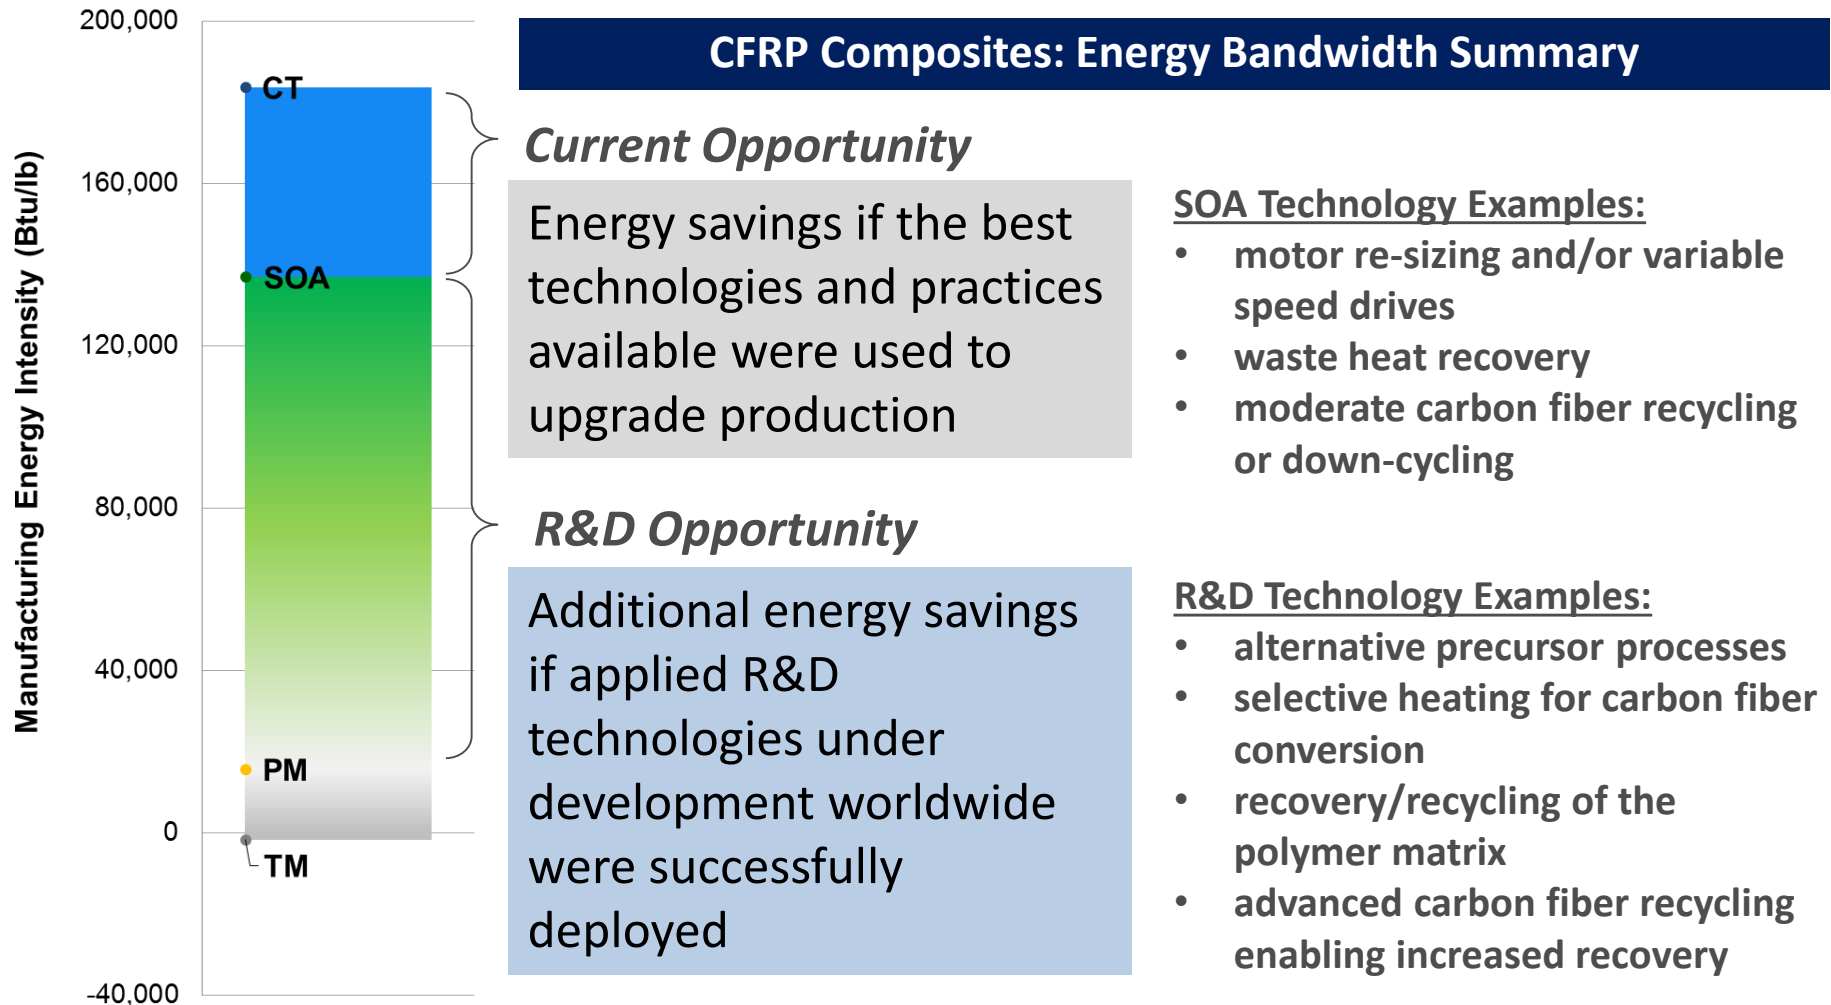 CFRP Composites: Energy Bandwidth Summary
Manufacturing Energy Intensity (Btu/lb)
200,000
160,000
120,000
80,000
40,000
0
-40,000
CT
SOA
PM
TM
Current Opportunity
Energy savings if the best
technologies and practices
available were used to
upgrade production
SOA Technology Examples:
• motor re-sizing and/or variable
speed drives
• waste heat recovery
• moderate carbon fiber recycling
or down-cycling
R&D Opportunity
Additional energy savings
if applied R&D
technologies under
development worldwide
were successfully
deployed
R&D Technology Examples:
• alternative precursor processes
• selective heating for carbon fiber
conversion
• recovery/recycling of the
polymer matrix
• advanced carbon fiber recycling
enabling increased recovery